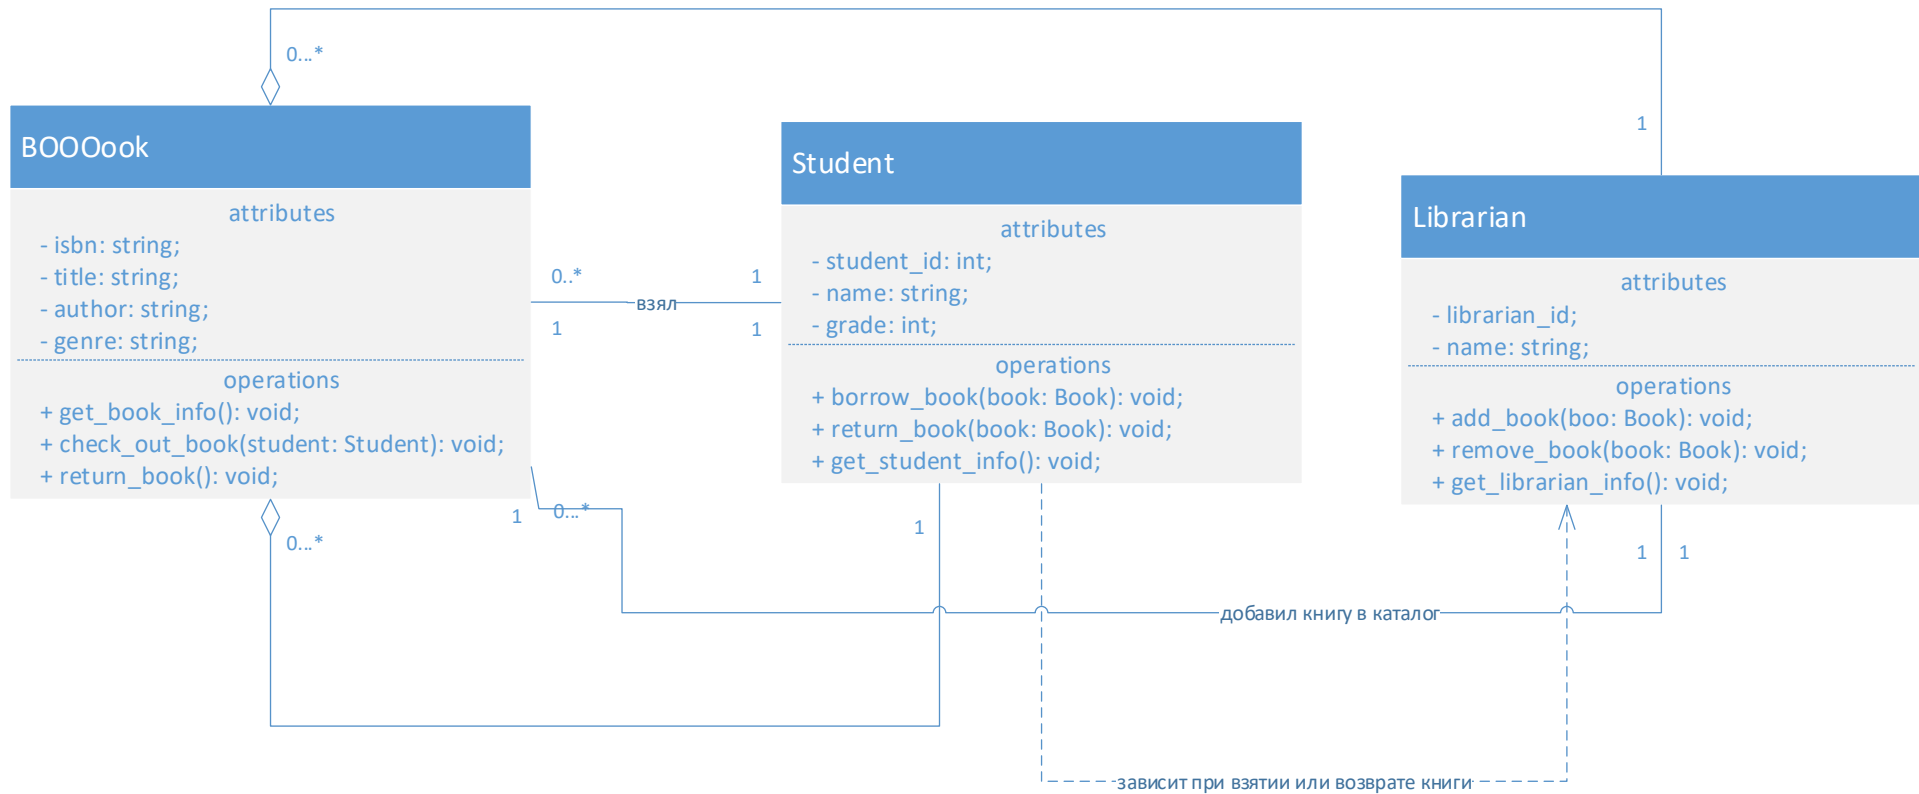 0...*
1
BOOOook
attributes
- isbn: string;
- title: string;
- author: string;
- genre: string;
operations
+ get_book_info(): void;
+ check_out_book(student: Student): void;
+ return_book(): void;
0..*
1
взял
1
1
Student
attributes
- student_id: int;
- name: string;
- grade: int;
operations
+ borrow_book(book: Book): void;
+ return_book(book: Book): void;
+ get_student_info(): void;
Librarian
attributes
- librarian_id;
- name: string;
operations
+ add_book(boo: Book): void;
+ remove_book(book: Book): void;
+ get_librarian_info(): void;
1
0...*
0...*
1
1
1
добавил книгу в каталог
зависит при взятии или возврате книги